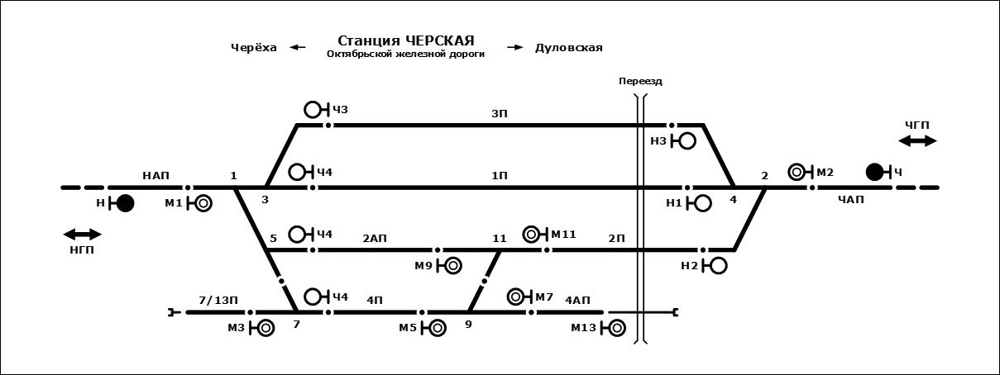 Станция ЧЕРСКАЯ
Черёха
Октябрьской железной дороги
Дуловская
Переезд
Ч3
3П
Н3
ЧГП
НАП
1
Ч4
1П
2
М2
Ч
Н
М1
3
Н1
4
ЧАП
НГП
5
Ч4
2АП
11
М11
2П
М9
Н2
7/13П
Ч4
4П
М7
4АП
М3
7
М5
9
М13